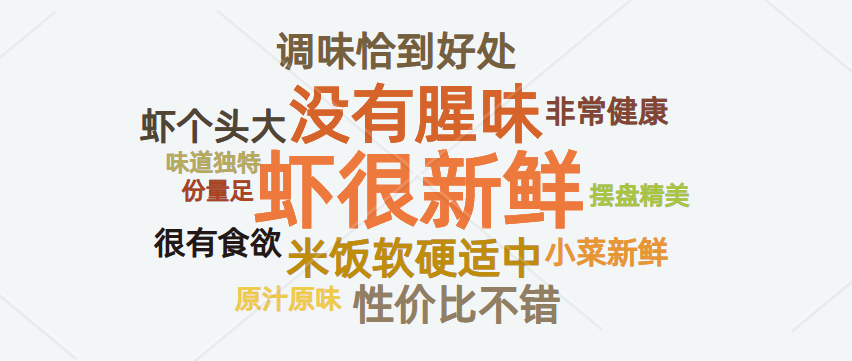 调味恰到好处
没有腥味
非常健康
虾个头大
味道独特
虾很新鲜
份量足
摆盘精美
很有食欲
米饭软硬适中
小菜新鲜
原汁原味
性价比不错